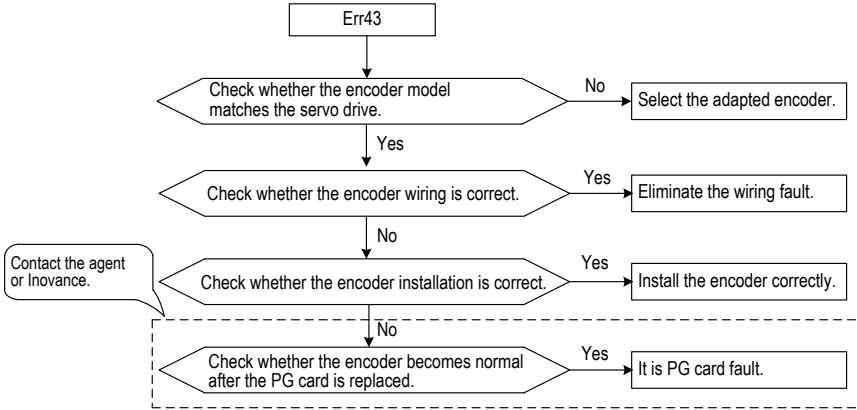 Err43
Check whether the encoder model
matches the servo drive.
No
Select the adapted encoder.
Yes
Check whether the encoder wiring is correct.
Yes
Eliminate the wiring fault.
No
Contact the agent
or Inovance.
Check whether the encoder installation is correct.
Yes
Install the encoder correctly.
No
Check whether the encoder becomes normal
after the PG card is replaced.
Yes
It is PG card fault.